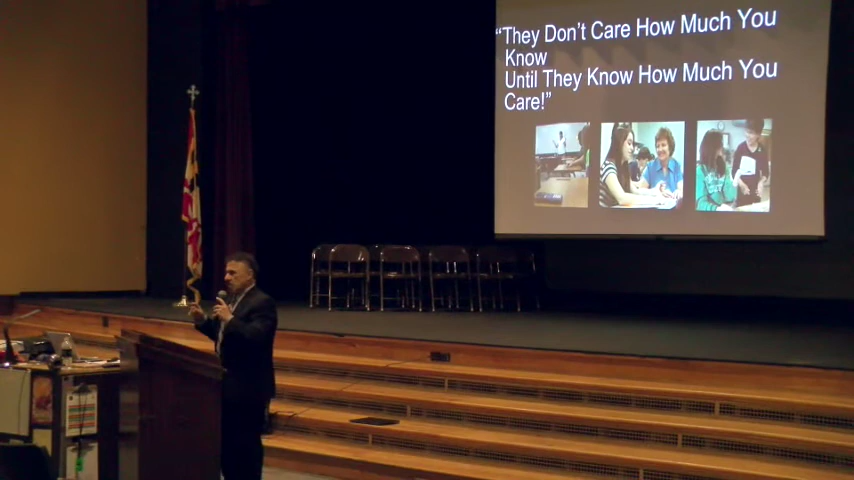 “They Don’t Care How Much You
Know
Until They Know How Much You
Care!”